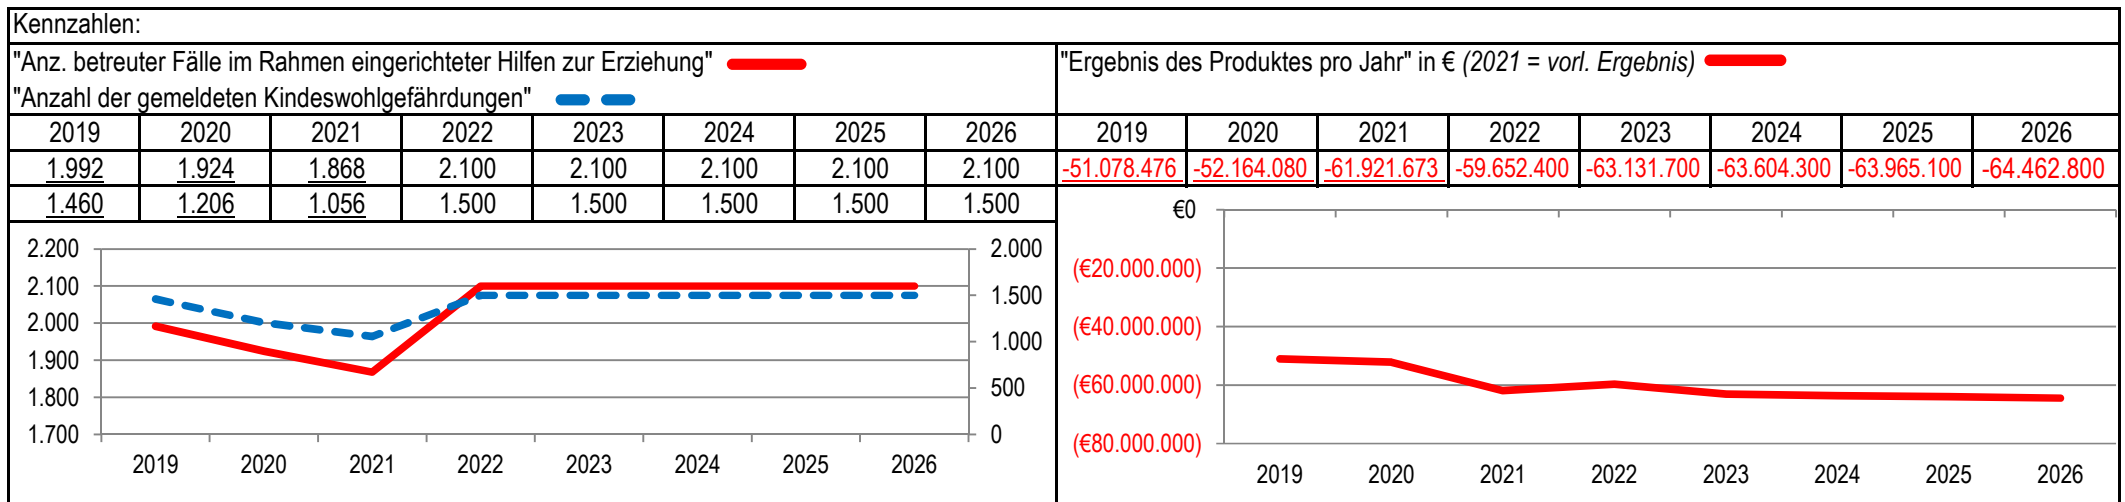 Kennzahlen:
"Anz. betreuter Fälle im Rahmen eingerichteter Hilfen zur Erziehung"
"Anzahl der gemeldeten Kindeswohlgefährdungen"
2019 2020 2021 2022 2023 2024 2025 2026
1.992 1.924 1.868 2.100 2.100 2.100 2.100 2.100
1.460 1.206 1.056 1.500 1.500 1.500 1.500 1.500
2.200
2.100
2.000
1.900
1.800
1.700
2.000
1.500
1.000
500
0
2019 2020 2021 2022 2023 2024 2025 2026
"Ergebnis des Produktes pro Jahr" in € (2021 = vorl. Ergebnis)
2019 2020 2021 2022 2023 2024 2025 2026
-51.078.476 -52.164.080 -61.921.673 -59.652.400 -63.131.700 -63.604.300 -63.965.100 -64.462.800
€0
(€20.000.000)
(€40.000.000)
(€60.000.000)
(€80.000.000)
2019 2020 2021 2022 2023 2024 2025 2026